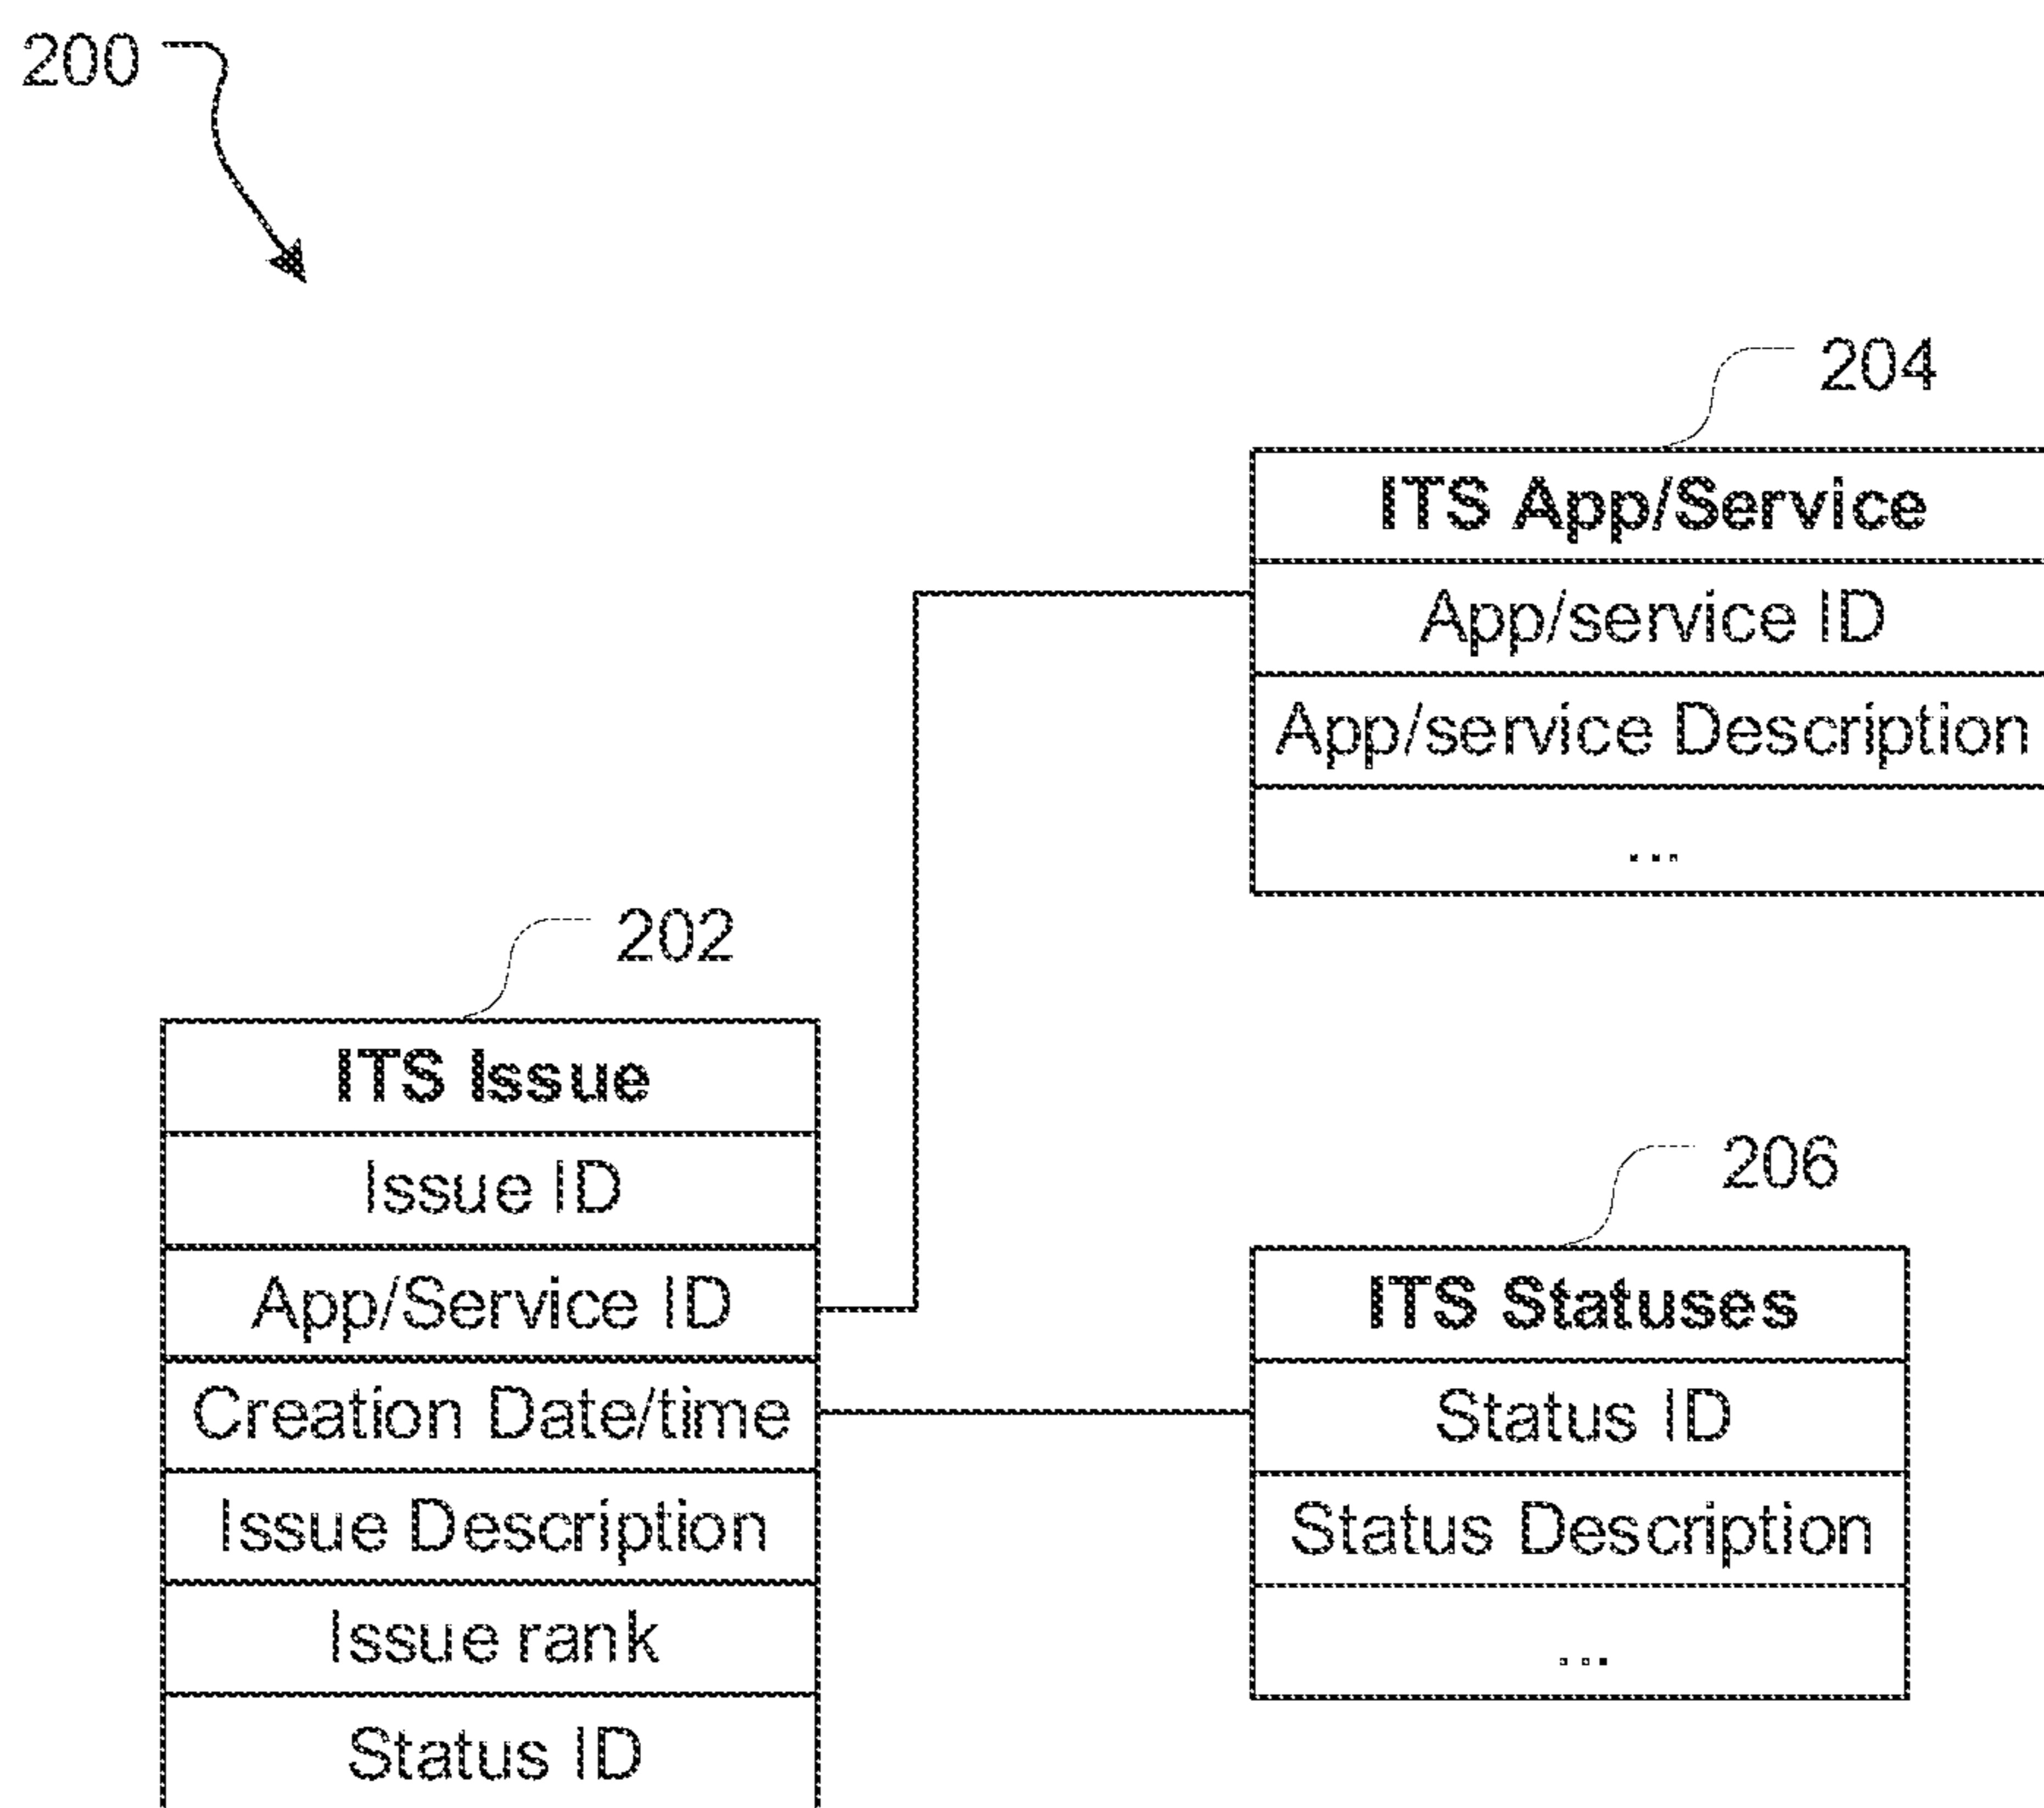 200
204
ITS App/Service
App/service ID
App/service Description
...
202
ITS Issue
Issue ID
App/Service ID
Creation Date/time
Issue Description
Issue rank
Status ID
206
ITS Statuses
Status ID
Status Description
...